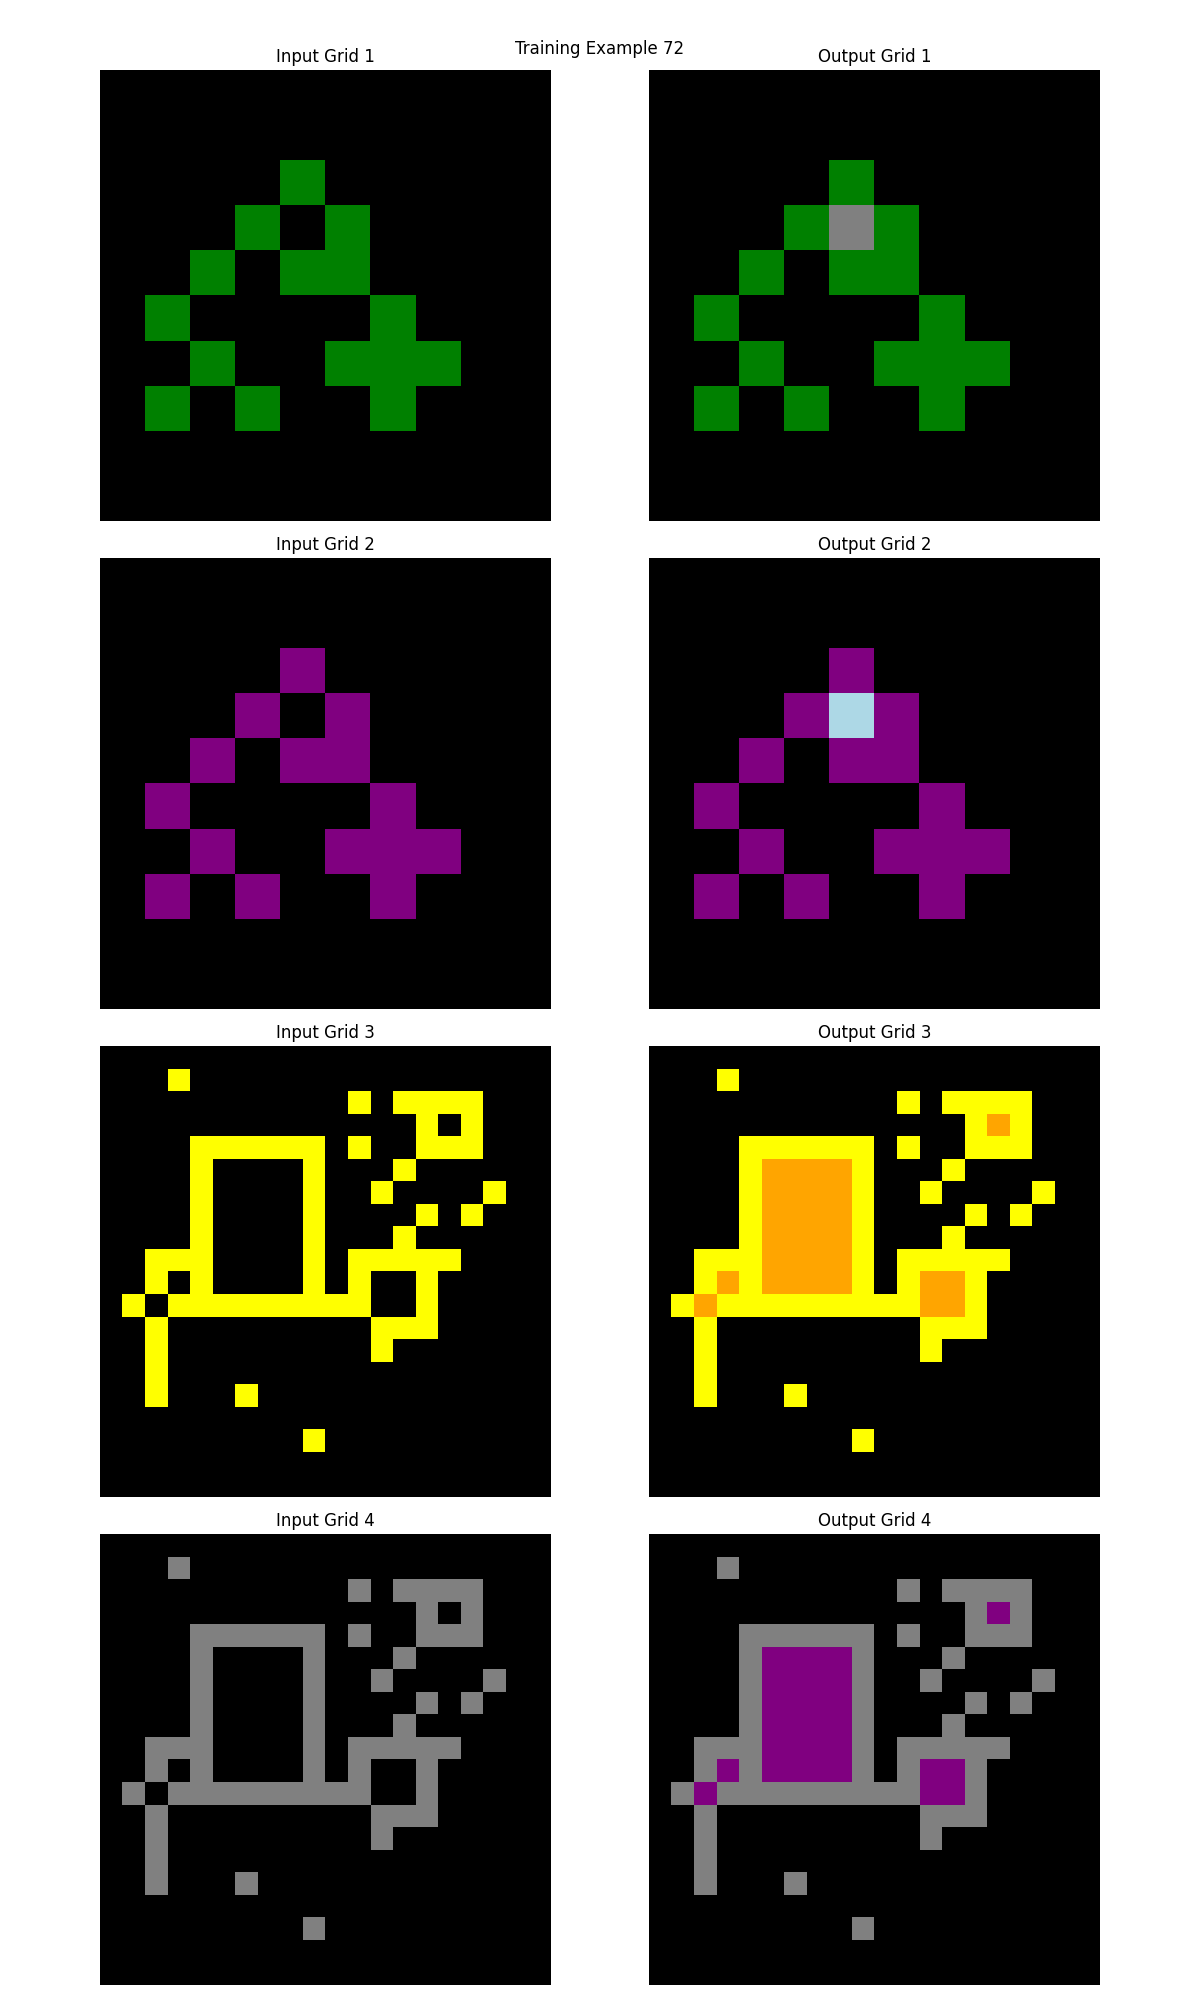 Training Example 72
Input Grid 1
Output Grid 1
Input Grid 2
Output Grid 2
Input Grid 3
Output Grid 3
Input Grid 4
Output Grid 4